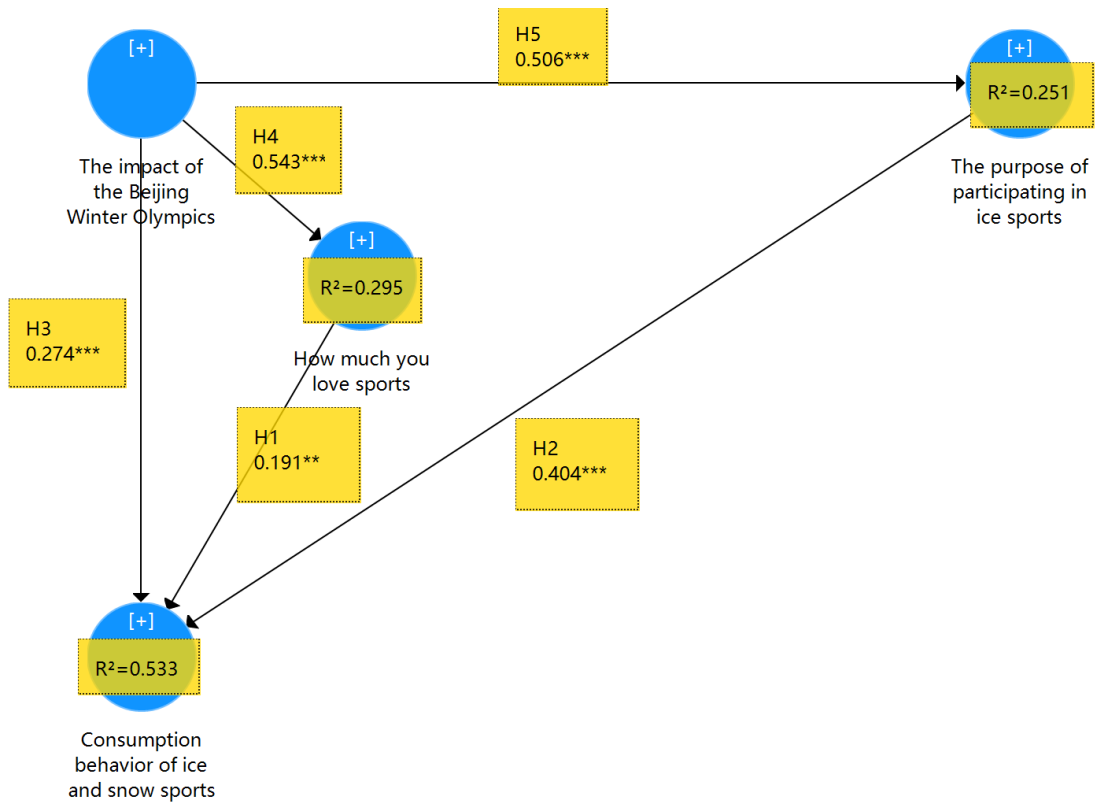 [+]
The impact of
the Beijing
Winter Olympics
H5
0.506***
[+]
R²=0.251
The purpose of
participating in
ice sports
H4
0.543***
[+]
R²=0.295
How much you
love sports
H3
0.274***
H1
0.191**
H2
0.404***
[+]
R²=0.533
Consumption
behavior of ice
and snow sports